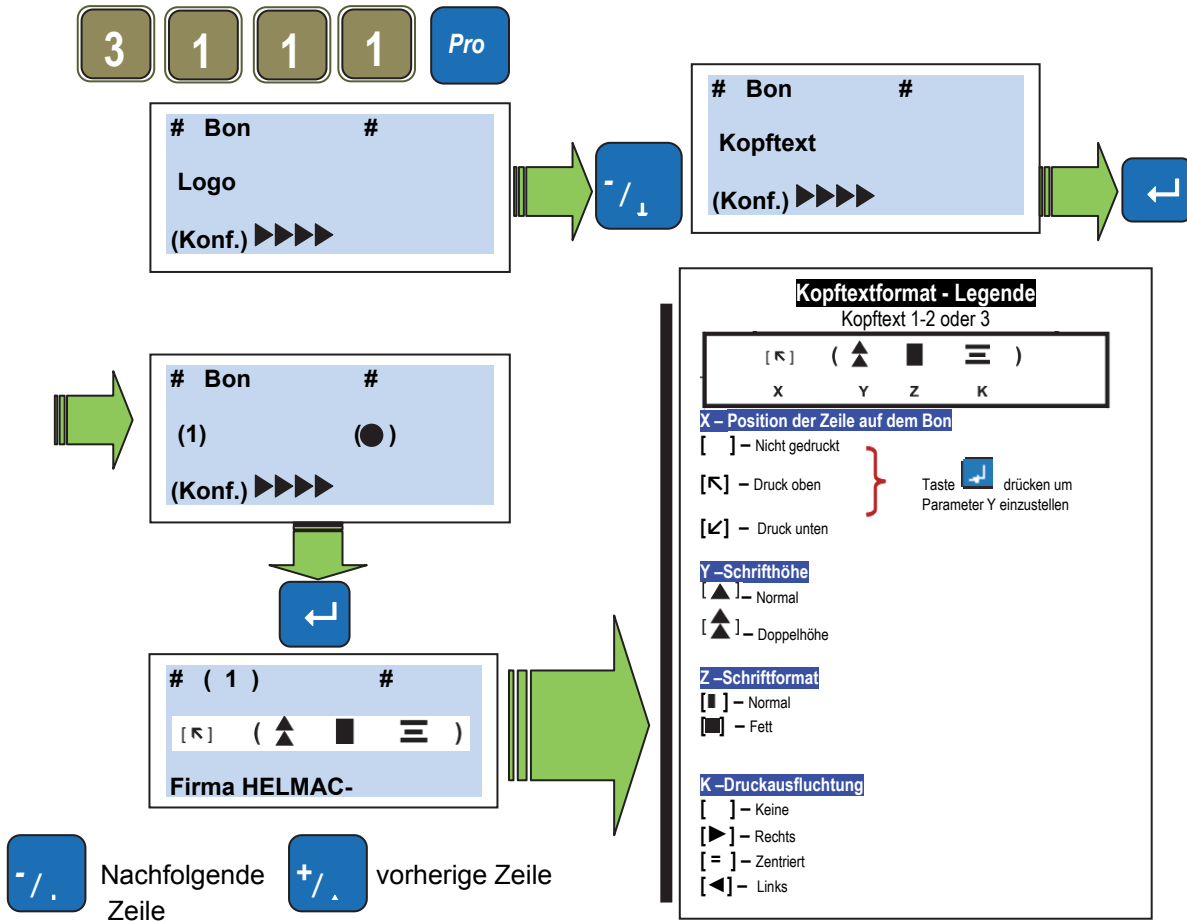 3 1 1 1 Pro
# Bon #
Logo
(Konf.) ▶▶▶▶
-/
# Bon #
Kopftext
(Konf.) ▶▶▶▶
# Bon #
(1) (●)
(Konf.) ▶▶▶▶
# ( 1 ) #
[↖] ( )
Firma HELMAC-
-/. Nachfolgende
Zeile
+/. vorherige Zeile
Kopftextformat - Legende
Kopftext 1-2 oder 3
[↖] ( )
X Y Z K
X – Position der Zeile auf dem Bon
[ ] – Nicht gedruckt
[↖] – Druck oben
[↙] – Druck unten
Taste drücken um
Parameter Y einzustellen
Y –Schrifthöhe
[▲] – Normal
[ ] – Doppelhöhe
Z –Schriftformat
[▮] – Normal
[■] – Fett
K –Druckausfluchtung
[ ] – Keine
[▶] – Rechts
[ = ] – Zentriert
[◀] – Links